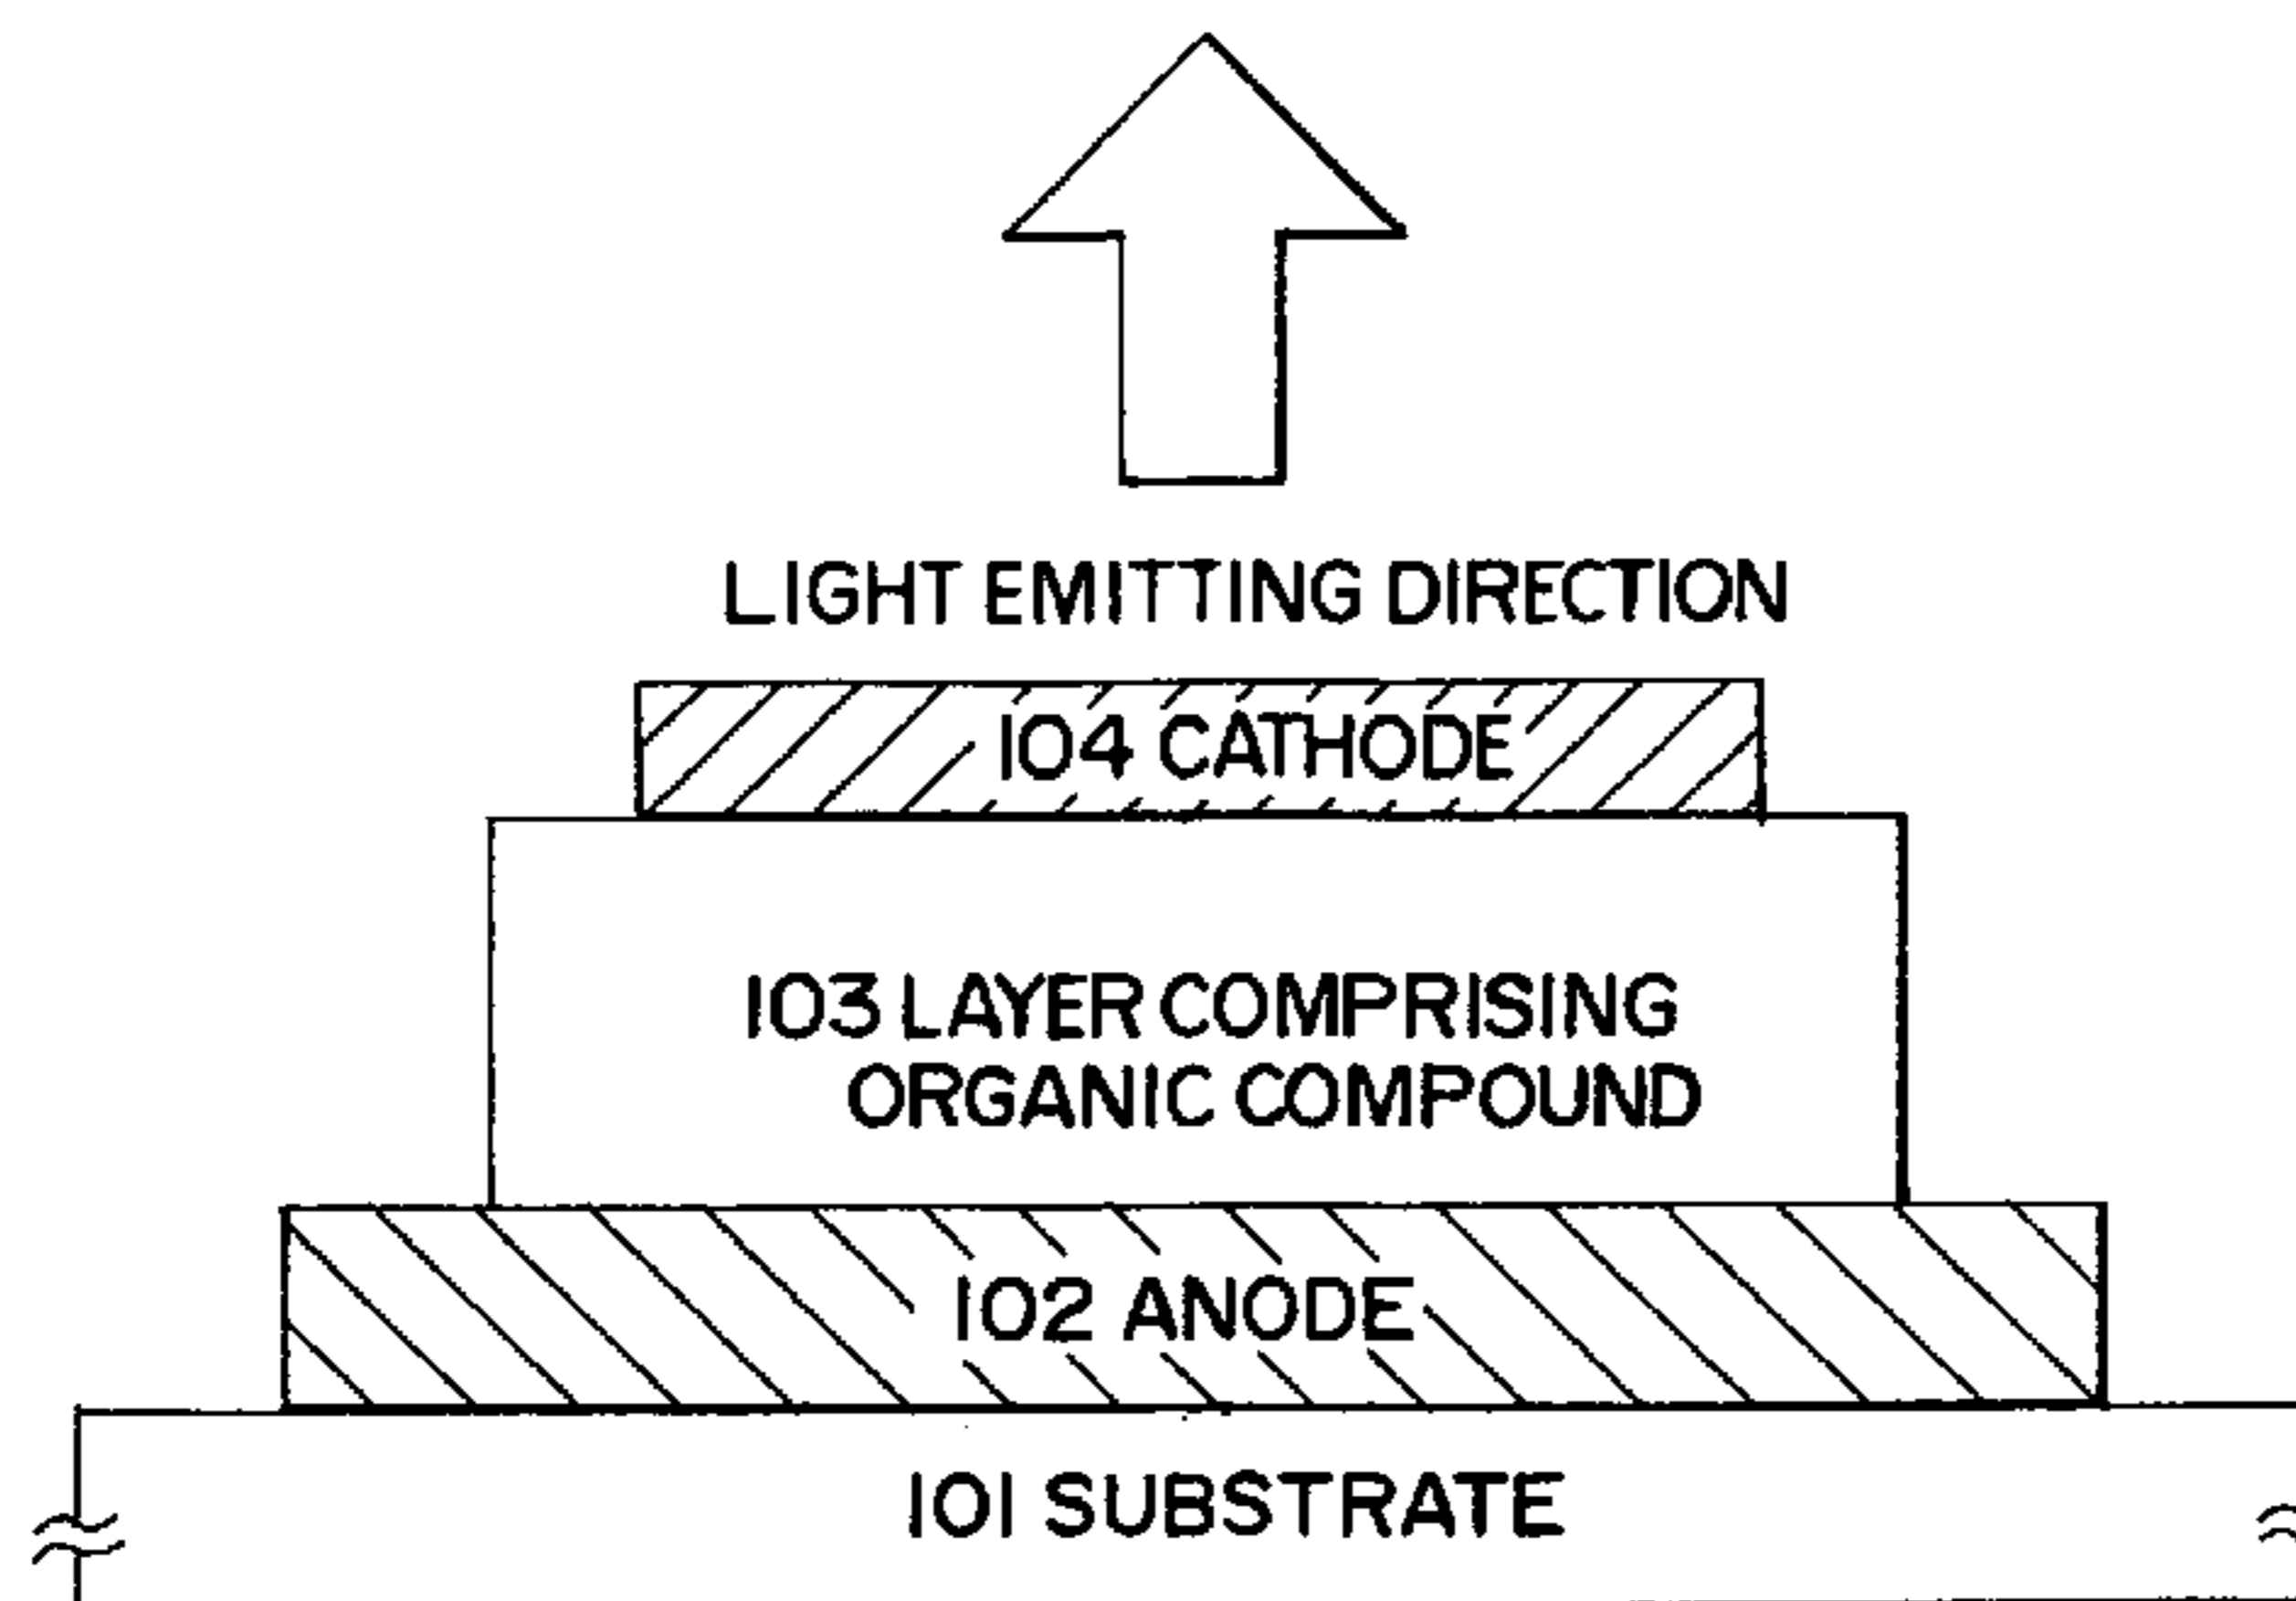 LIGHT EMITTING DIRECTION
104 CATHODE
103 LAYER COMPRISING
ORGANIC COMPOUND
102 ANODE
101 SUBSTRATE